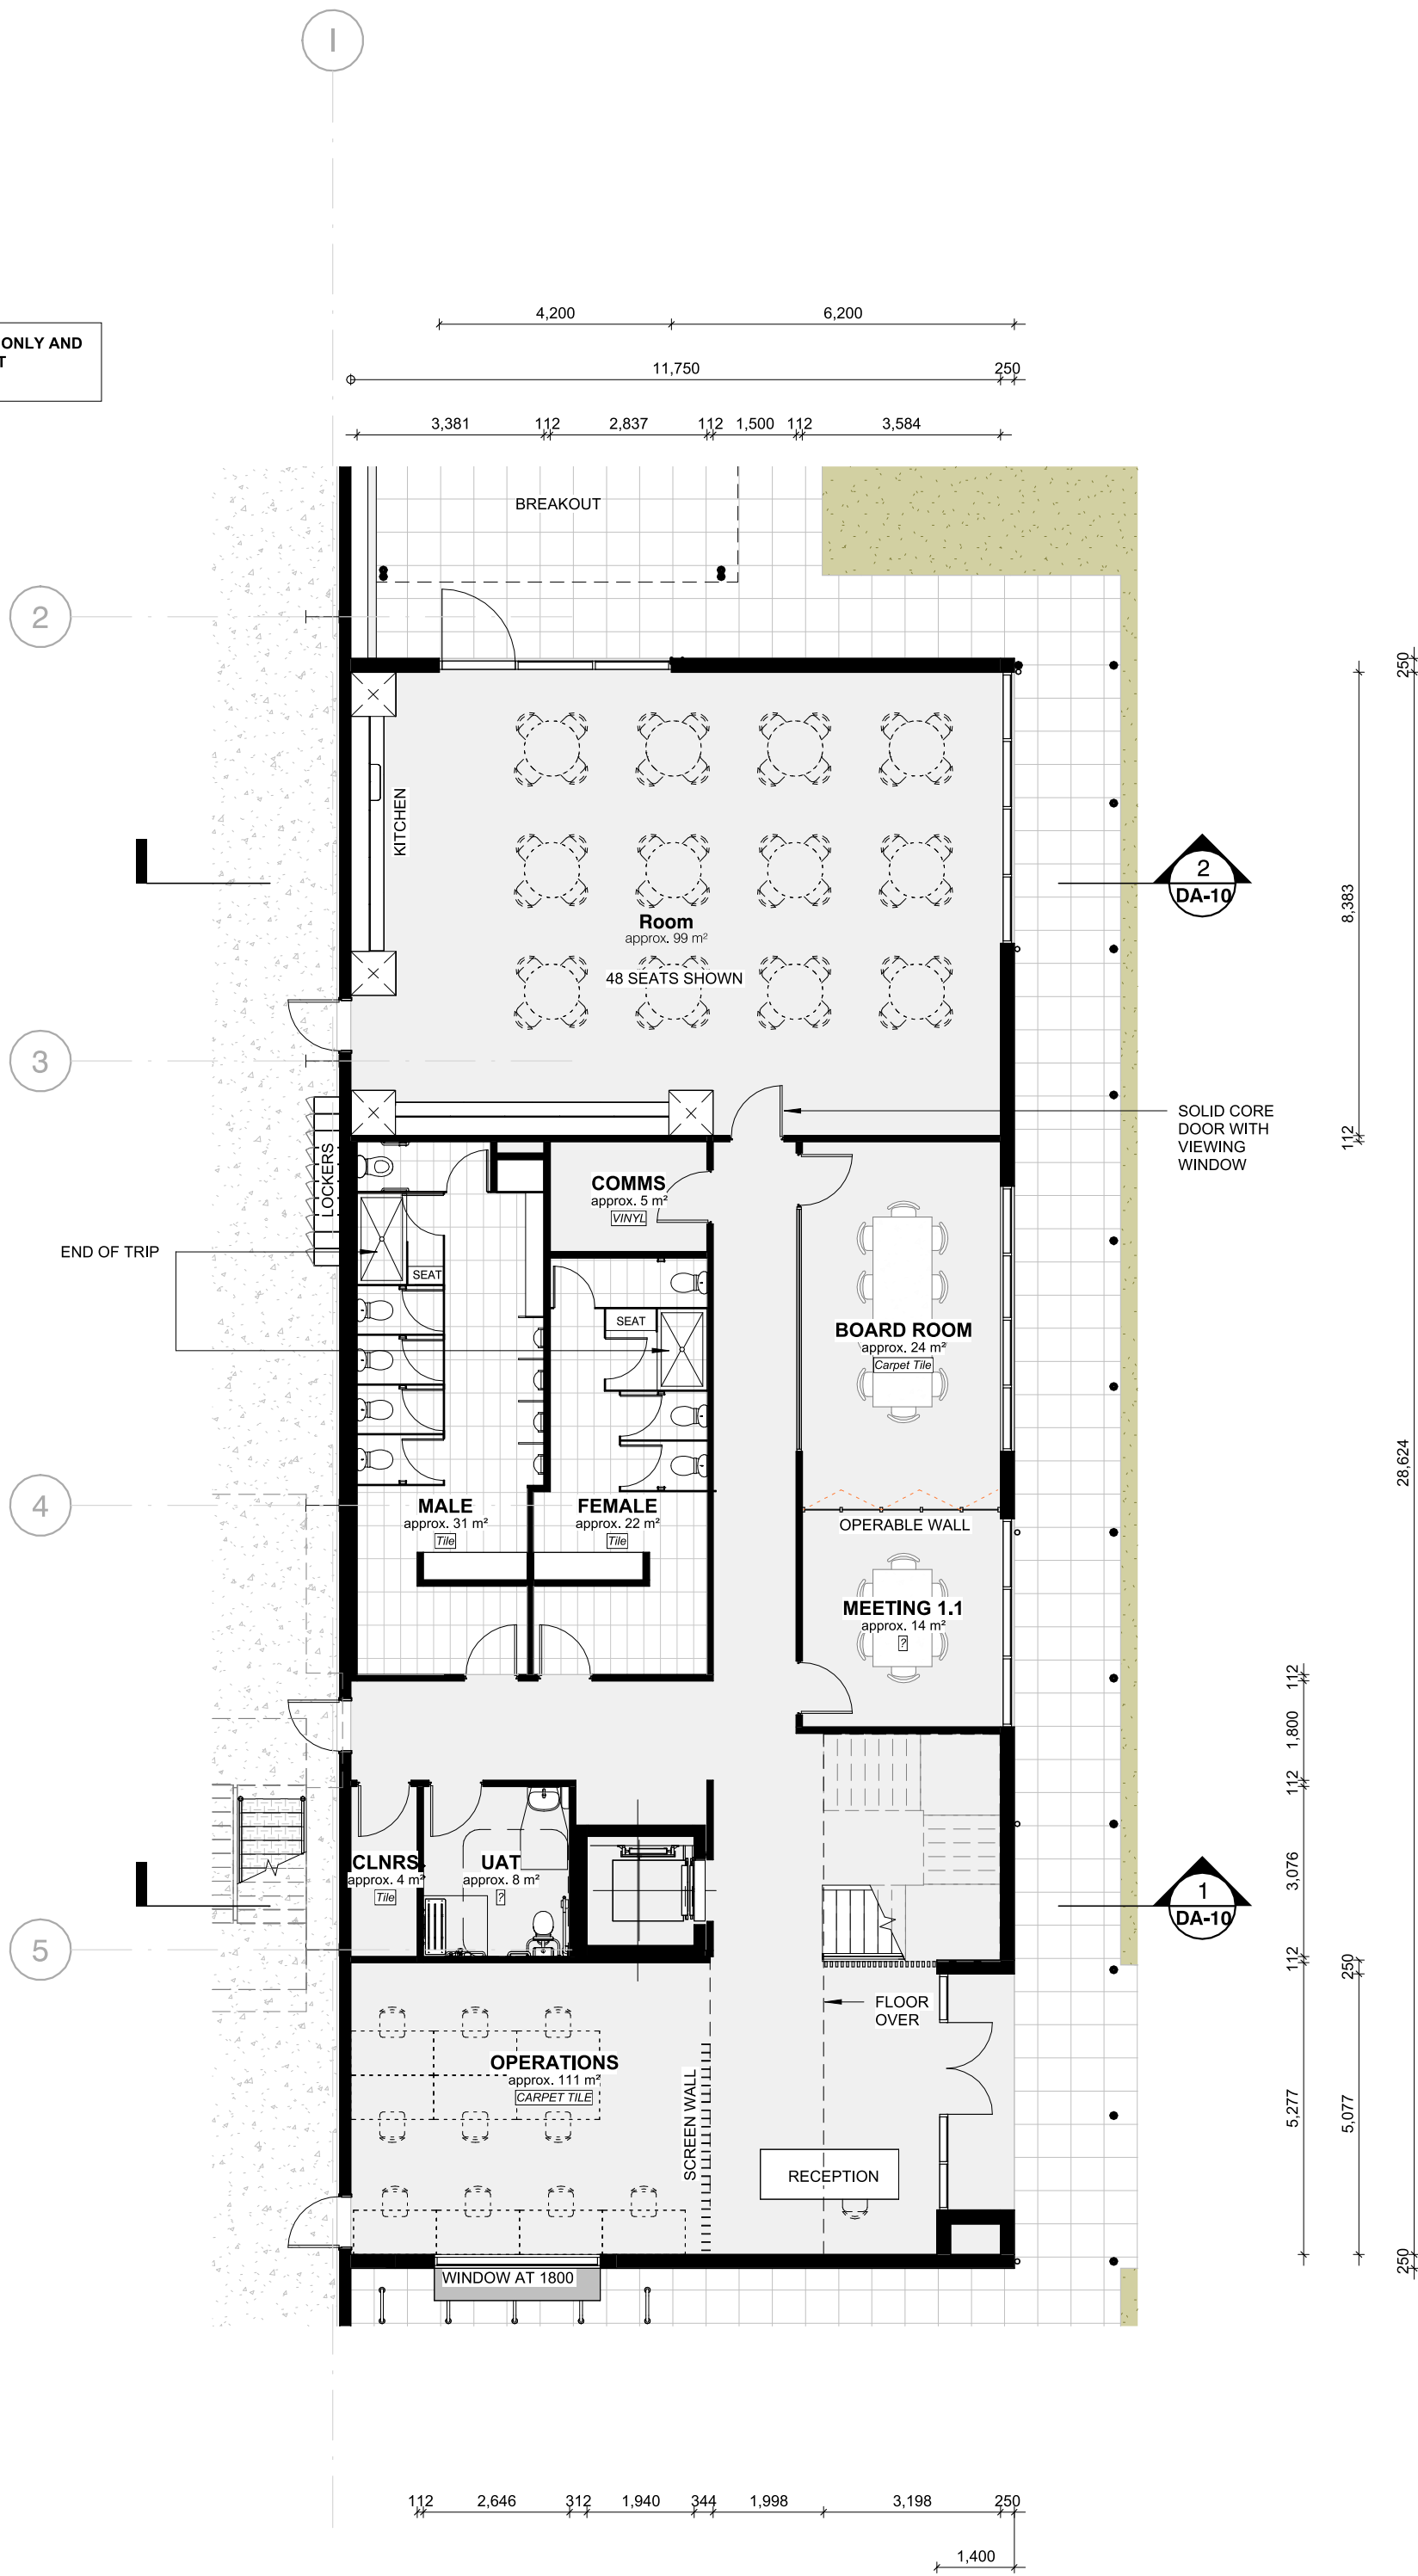 1
ONLY AND
T
4,200
6,200
11,750
250
3,381
112
2,837
112
1,500
112
3,584
BREAKOUT
2
250
KITCHEN
2
DA-10
8,383
Room
approx. 99 m²
48 SEATS SHOWN
3
SOLID CORE
DOOR WITH
VIEWING
WINDOW
112
LOCKERS
COMMS
approx. 5 m²
VINYL
END OF TRIP
SEAT
SEAT
BOARD ROOM
approx. 24 m²
Carpet Tile
28,624
4
MALE
approx. 31 m²
Tile
FEMALE
approx. 22 m²
Tile
OPERABLE WALL
MEETING 1.1
approx. 14 m²
?
112
1,800
112
CLNRS
approx. 4 m²
Tile
UAT
approx. 8 m²
?
3,076
1
DA-10
5
112
250
FLOOR
OVER
OPERATIONS
approx. 111 m²
CARPET TILE
SCREEN WALL
5,277
5,077
RECEPTION
WINDOW AT 1800
250
112
2,646
312
1,940
344
1,998
3,198
250
1,400